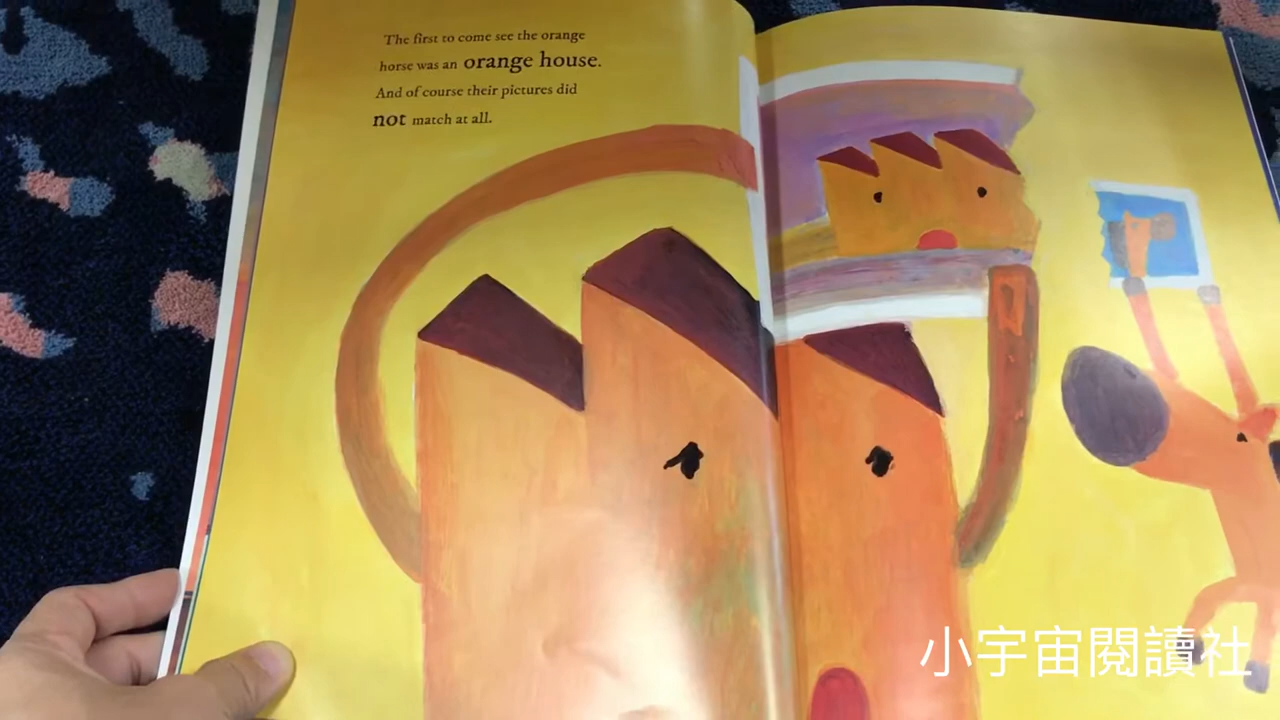 The first to come see the orange
horse was an orange house.
And of course their pictures did
not match at all.
小宇宙閱讀社